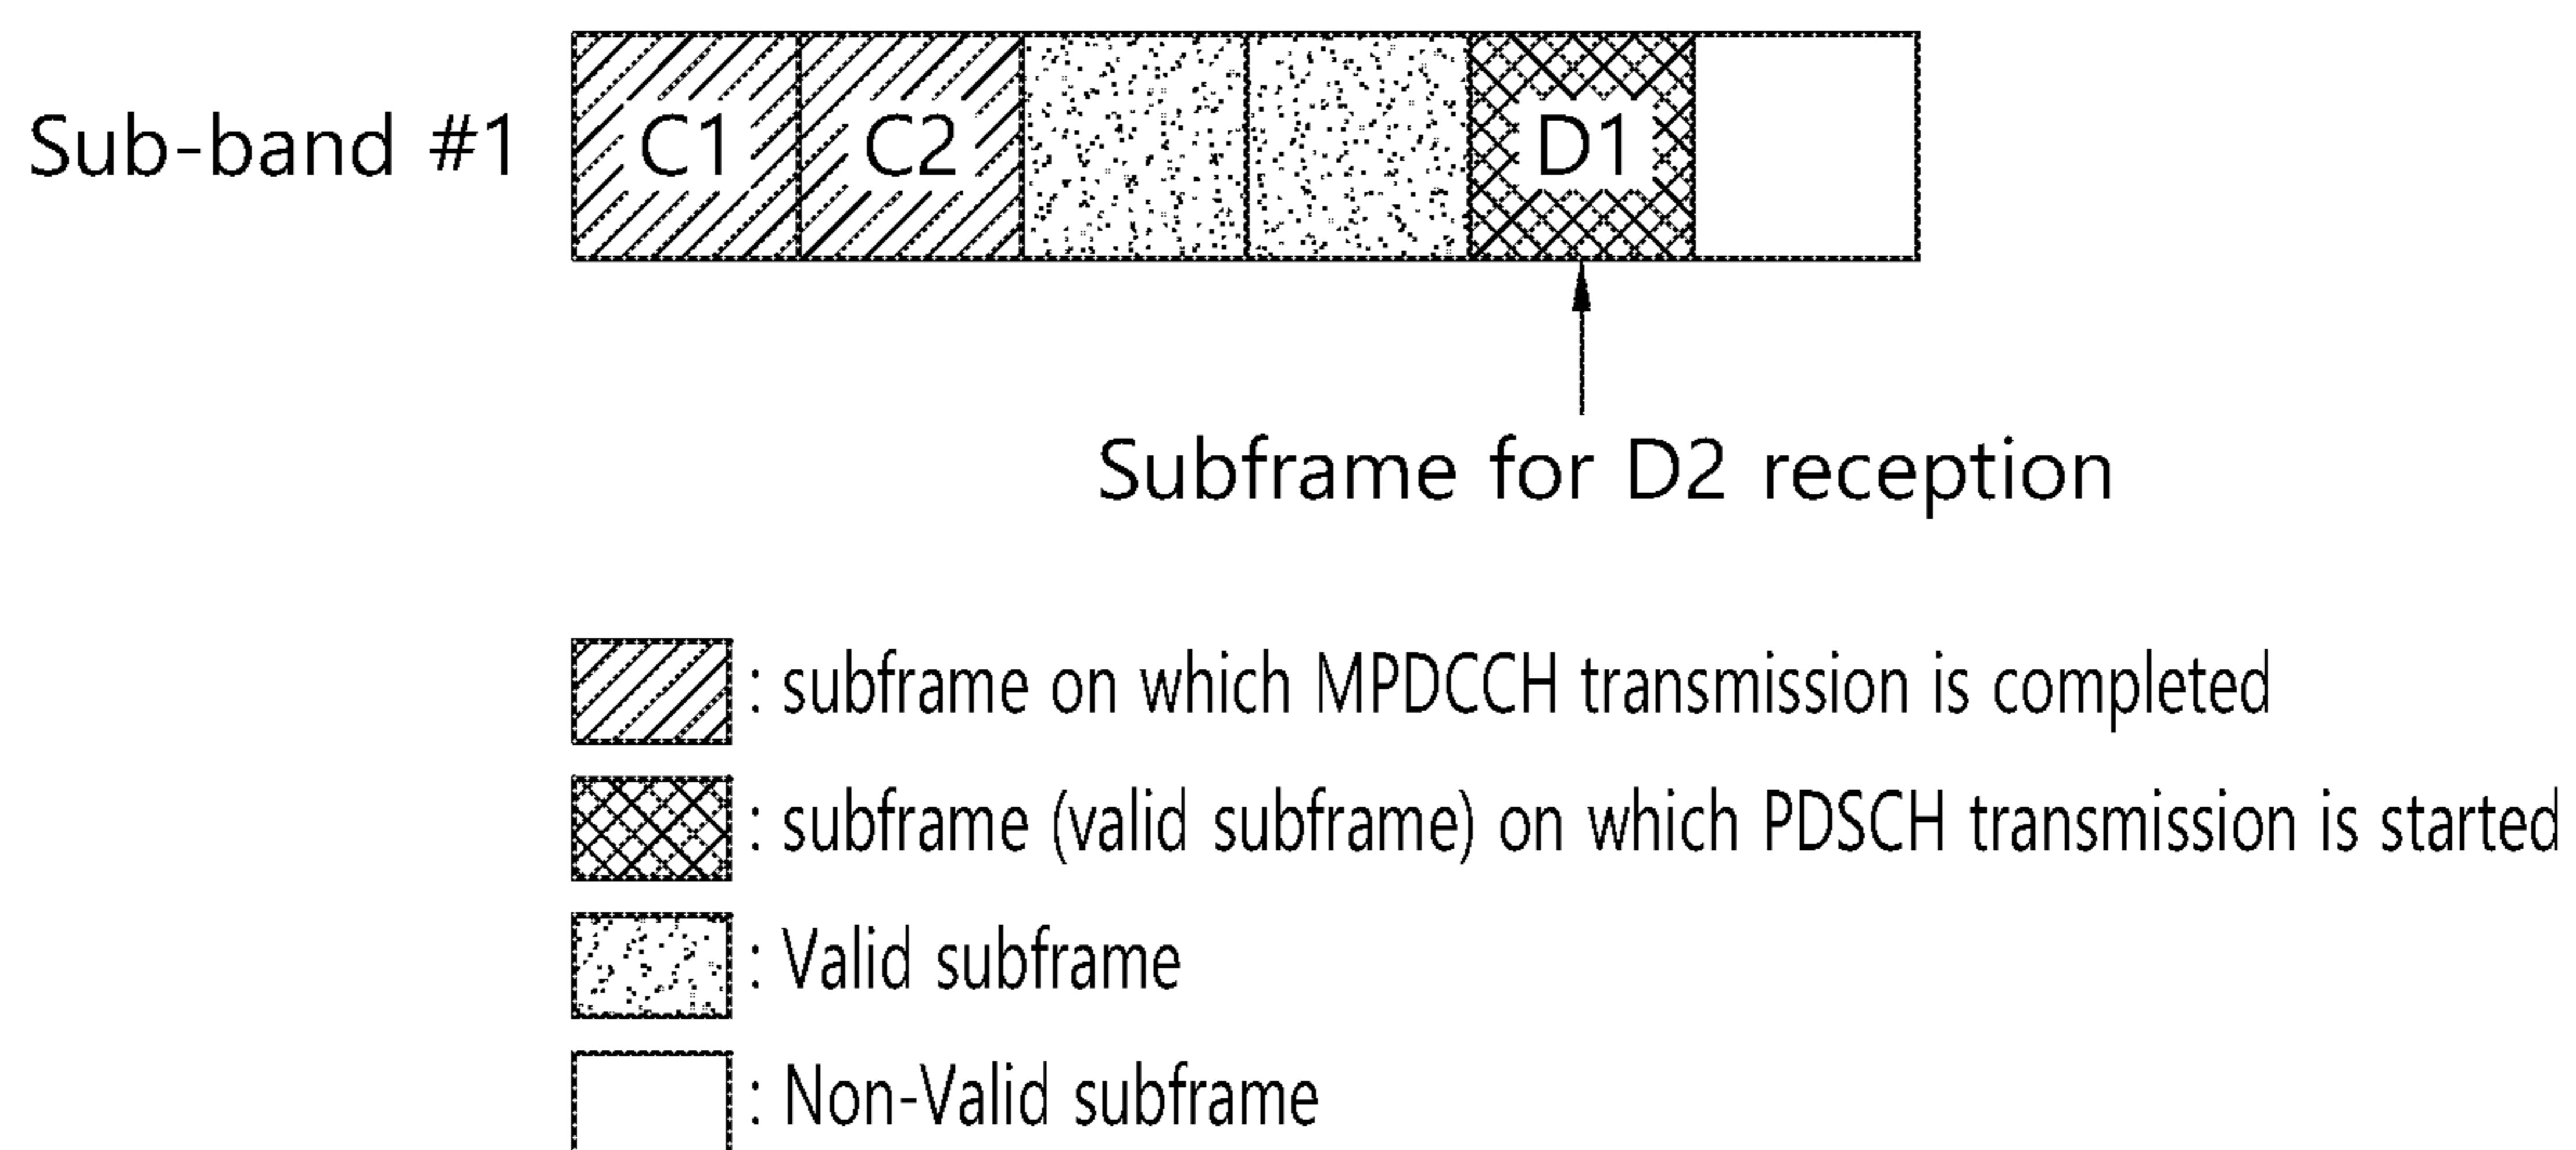 Sub-band #1 C1 C2 D1
Subframe for D2 reception
: subframe on which MPDCCH transmission is completed
: subframe (valid subframe) on which PDSCH transmission is started
: Valid subframe
: Non-Valid subframe